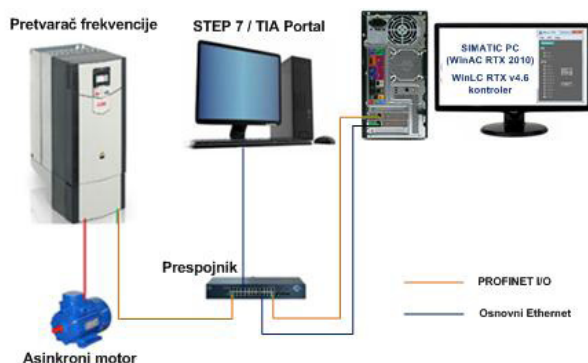 Pretvarač frekvencije
STEP 7 / TIA Portal
SIMATIC PC
(WinAC RTX 2010)
WinLC RTX v4.6
kontroler
Prespojnik
PROFINET I/O
Osnovni Ethernet
Asinkroni motor